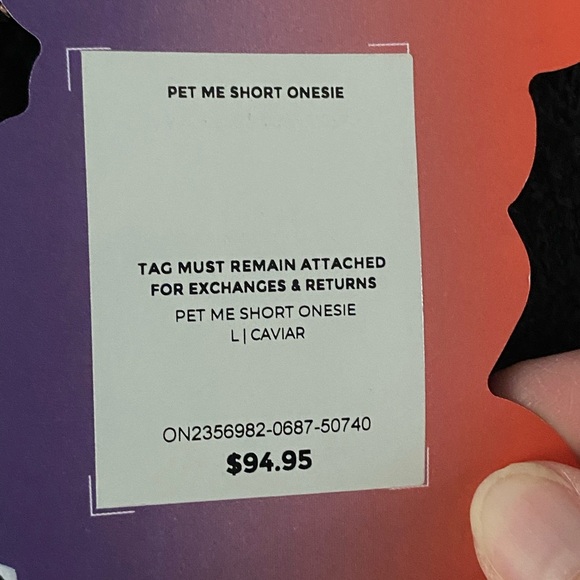 PET ME SHORT ONESIE
TAG MUST REMAIN ATTACHED
FOR EXCHANGES & RETURNS
PET ME SHORT ONESIE
L | CAVIAR
ON2356982-0687-50740
$94.95